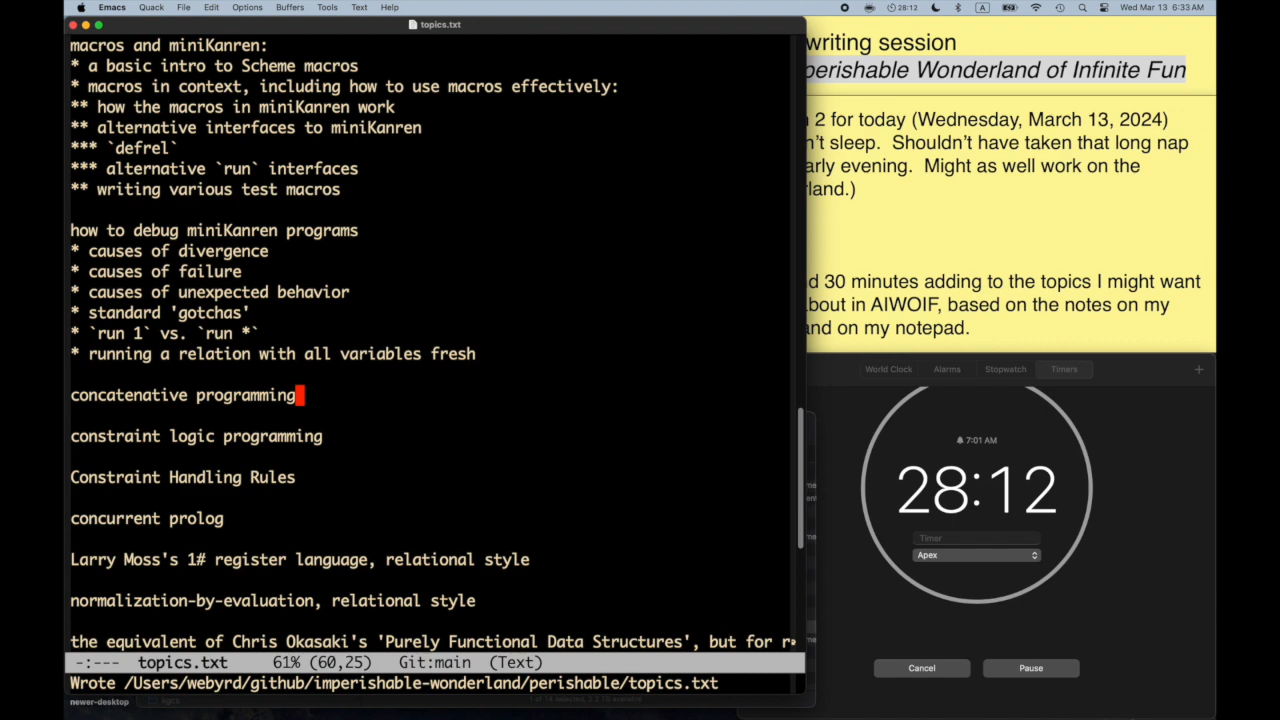 Emacs Quack File Edit Options Buffers Tools Text Help 28:12 A Wed Mar 13 6:33 AM
topics.txt
macros and miniKanren:
* a basic intro to Scheme macros
* macros in context, including how to use macros effectively:
** how the macros in miniKanren work
** alternative interfaces to miniKanren
*** `defrel`
*** alternative `run` interfaces
** writing various test macros
how to debug miniKanren programs
* causes of divergence
* causes of failure
* causes of unexpected behavior
* standard 'gotchas'
* `run 1` vs. `run *`
* running a relation with all variables fresh
concatenative programming
constraint logic programming
Constraint Handling Rules
concurrent prolog
Larry Moss's 1# register language, relational style
normalization-by-evaluation, relational style
the equivalent of Chris Okasaki's 'Purely Functional Data Structures', but for r
-:--- topics.txt 61% (60,25) Git:main (Text)
Wrote /Users/webyrd/github/imperishable-wonderland/perishable/topics.txt
newer-desktop
writing session
perishable Wonderland of Infinite Fun
2 for today (Wednesday, March 13, 2024)
n't sleep. Shouldn't have taken that long nap
arly evening. Might as well work on the
land.)
d 30 minutes adding to the topics I might want
bout in AIWOIF, based on the notes on my
and on my notepad.
World Clock Alarms Stopwatch Timers +
7:01 AM
28:12
Timer
Apex
Cancel Pause